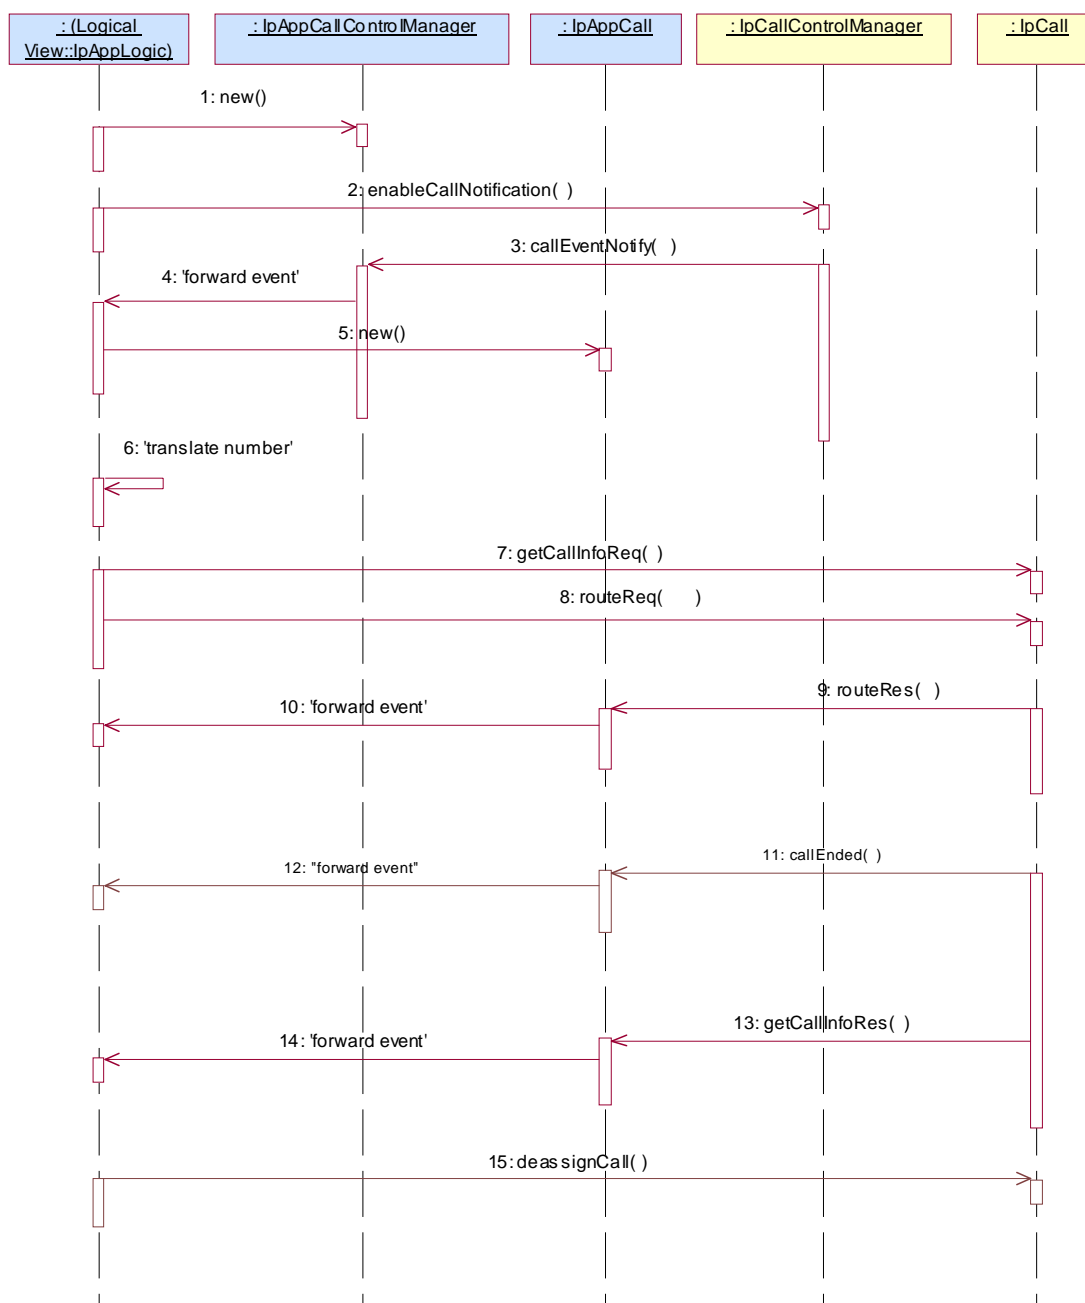 : (Logical
View::IpAppLogic)
: IpAppCallControlManager
: IpAppCall
: IpCallControlManager
: IpCall
1: new()
2: enableCallNotification( )
3: callEventNotify( )
4: 'forward event'
5: new()
6: 'translate number'
7: getCallInfoReq( )
8: routeReq( )
9: routeRes( )
10: 'forward event'
11: callEnded( )
12: "forward event"
13: getCallInfoRes( )
14: 'forward event'
15: deassignCall( )